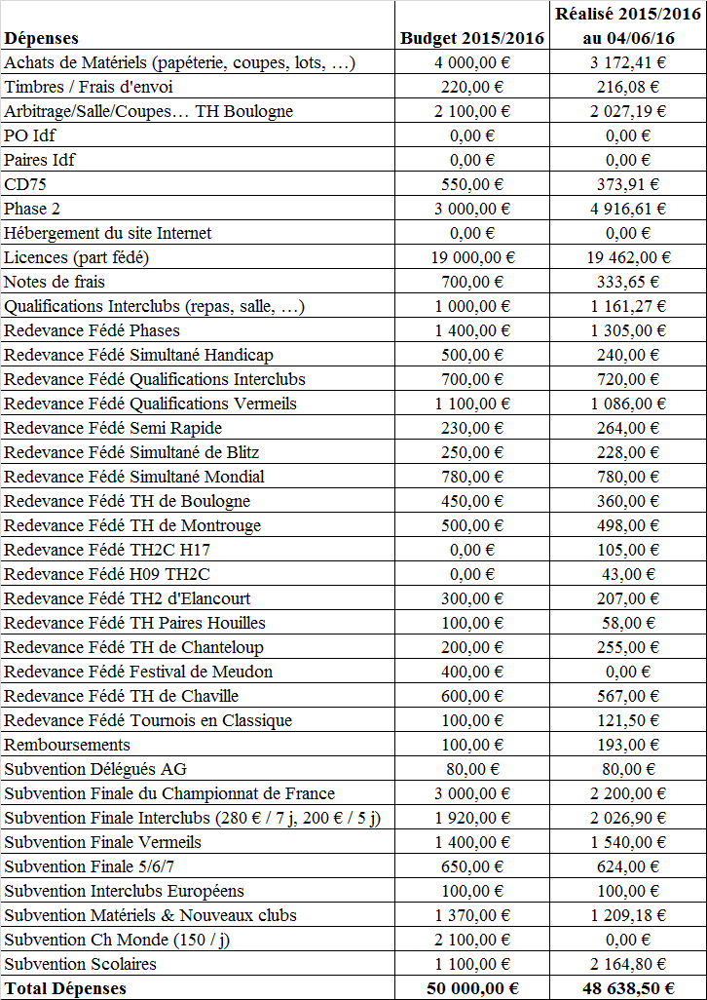 Réalisé 2015/2016
Dépenses Budget 2015/2016 au 04/06/16
Achats de Matériels (papéterie, coupes, lots, …) 4 000,00 € 3 172,41 €
Timbres / Frais d'envoi 220,00 € 216,08 €
Arbitrage/Salle/Coupes… TH Boulogne 2 100,00 € 2 027,19 €
PO Idf 0,00 € 0,00 €
Paires Idf 0,00 € 0,00 €
CD75 550,00 € 373,91 €
Phase 2 3 000,00 € 4 916,61 €
Hébergement du site Internet 0,00 € 0,00 €
Licences (part fédé) 19 000,00 € 19 462,00 €
Notes de frais 700,00 € 333,65 €
Qualifications Interclubs (repas, salle, …) 1 000,00 € 1 161,27 €
Redevance Fédé Phases 1 400,00 € 1 305,00 €
Redevance Fédé Simultané Handicap 500,00 € 240,00 €
Redevance Fédé Qualifications Interclubs 700,00 € 720,00 €
Redevance Fédé Qualifications Vermeils 1 100,00 € 1 086,00 €
Redevance Fédé Semi Rapide 230,00 € 264,00 €
Redevance Fédé Simultané de Blitz 250,00 € 228,00 €
Redevance Fédé Simultané Mondial 780,00 € 780,00 €
Redevance Fédé TH de Boulogne 450,00 € 360,00 €
Redevance Fédé TH de Montrouge 500,00 € 498,00 €
Redevance Fédé TH2C H17 0,00 € 105,00 €
Redevance Fédé H09 TH2C 0,00 € 43,00 €
Redevance Fédé TH2 d'Elancourt 300,00 € 207,00 €
Redevance Fédé TH Paires Houilles 100,00 € 58,00 €
Redevance Fédé TH de Chanteloup 200,00 € 255,00 €
Redevance Fédé Festival de Meudon 400,00 € 0,00 €
Redevance Fédé TH de Chaville 600,00 € 567,00 €
Redevance Fédé Tournois en Classique 100,00 € 121,50 €
Remboursements 100,00 € 193,00 €
Subvention Délégués AG 80,00 € 80,00 €
Subvention Finale du Championnat de France 3 000,00 € 2 200,00 €
Subvention Finale Interclubs (280 € / 7 j, 200 € / 5 j) 1 920,00 € 2 026,90 €
Subvention Finale Vermeils 1 400,00 € 1 540,00 €
Subvention Finale 5/6/7 650,00 € 624,00 €
Subvention Interclubs Européens 100,00 € 100,00 €
Subvention Matériels & Nouveaux clubs 1 370,00 € 1 209,18 €
Subvention Ch Monde (150 / j) 2 100,00 € 0,00 €
Subvention Scolaires 1 100,00 € 2 164,80 €
Total Dépenses 50 000,00 € 48 638,50 €